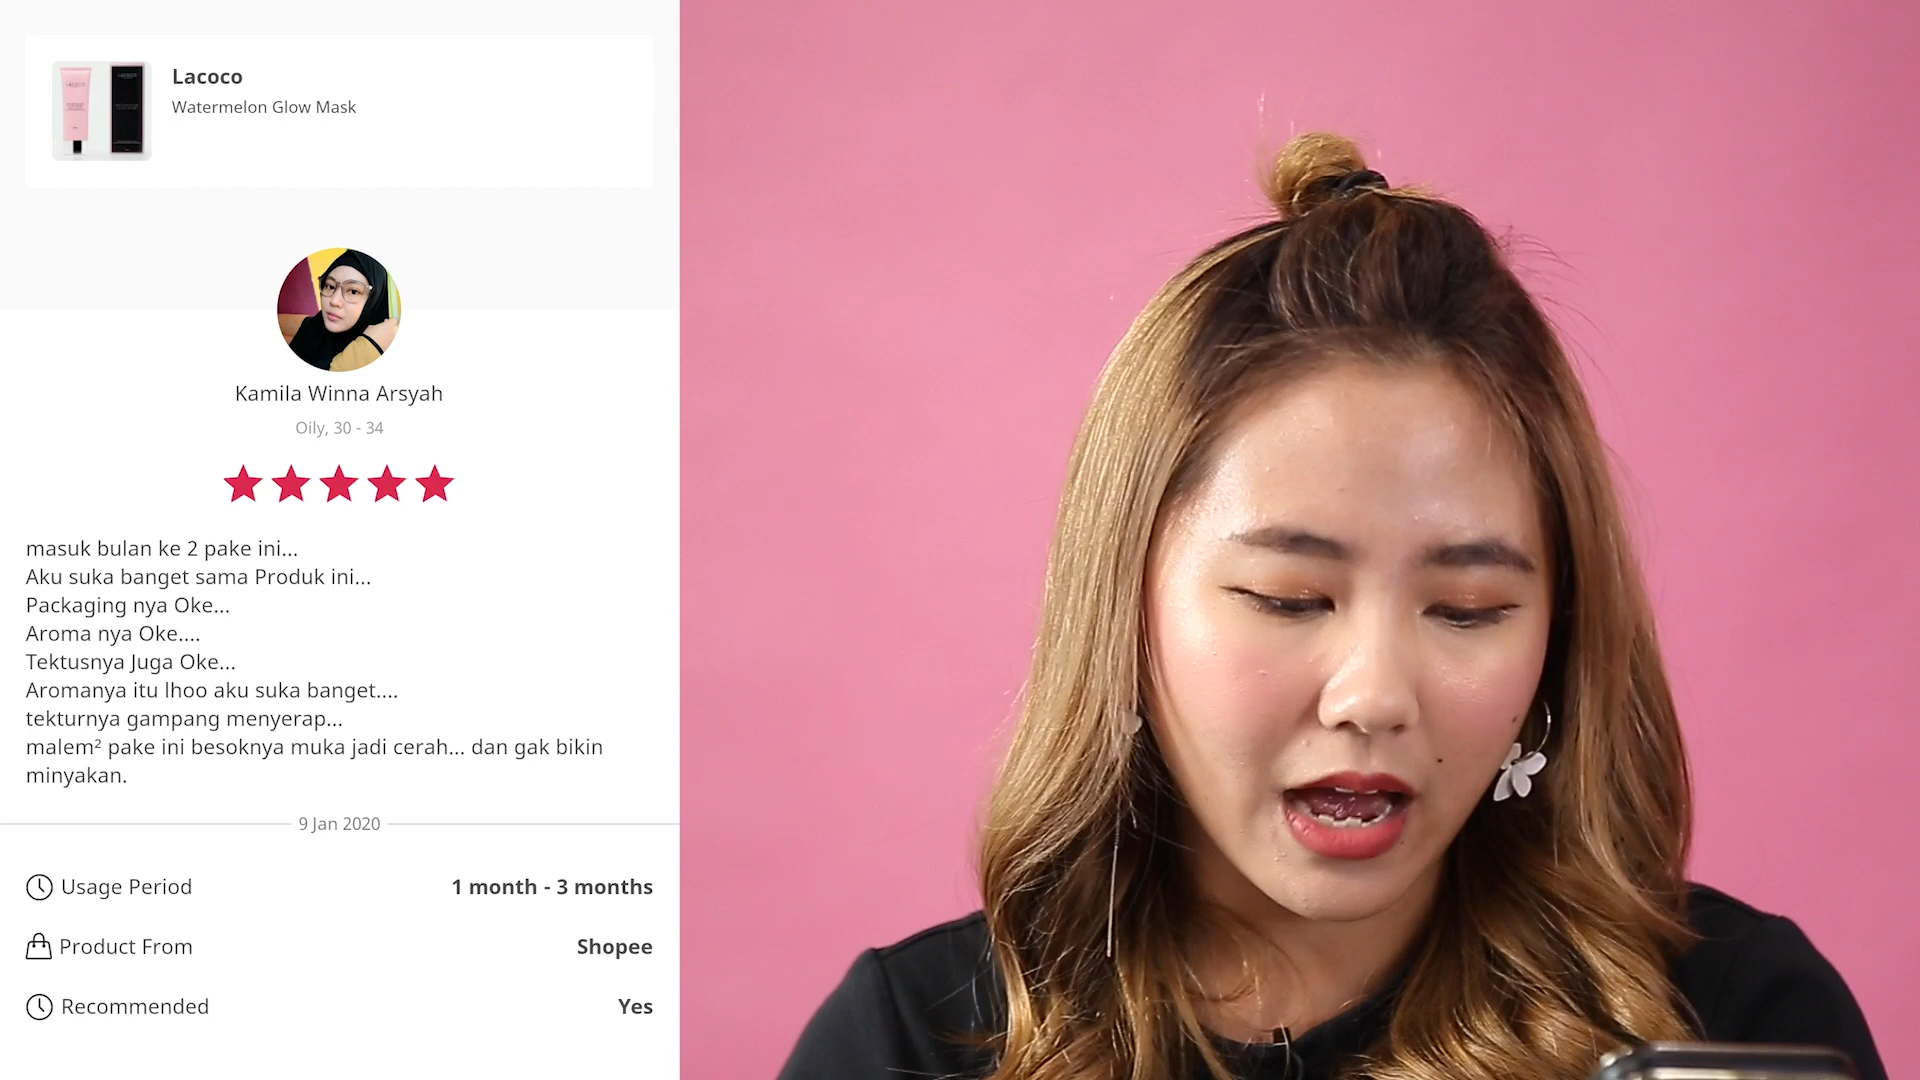 Lacoco
Watermelon Glow Mask
Kamila Winna Arsyah
Oily, 30 - 34
masuk bulan ke 2 pake ini...
Aku suka banget sama Produk ini...
Packaging nya Oke...
Aroma nya Oke....
Tektusnya Juga Oke...
Aromanya itu lhoo aku suka banget....
tekturnya gampang menyerap...
malem² pake ini besoknya muka jadi cerah... dan gak bikin
minyakan.
9 Jan 2020
Usage Period 1 month - 3 months
Product From Shopee
Recommended Yes